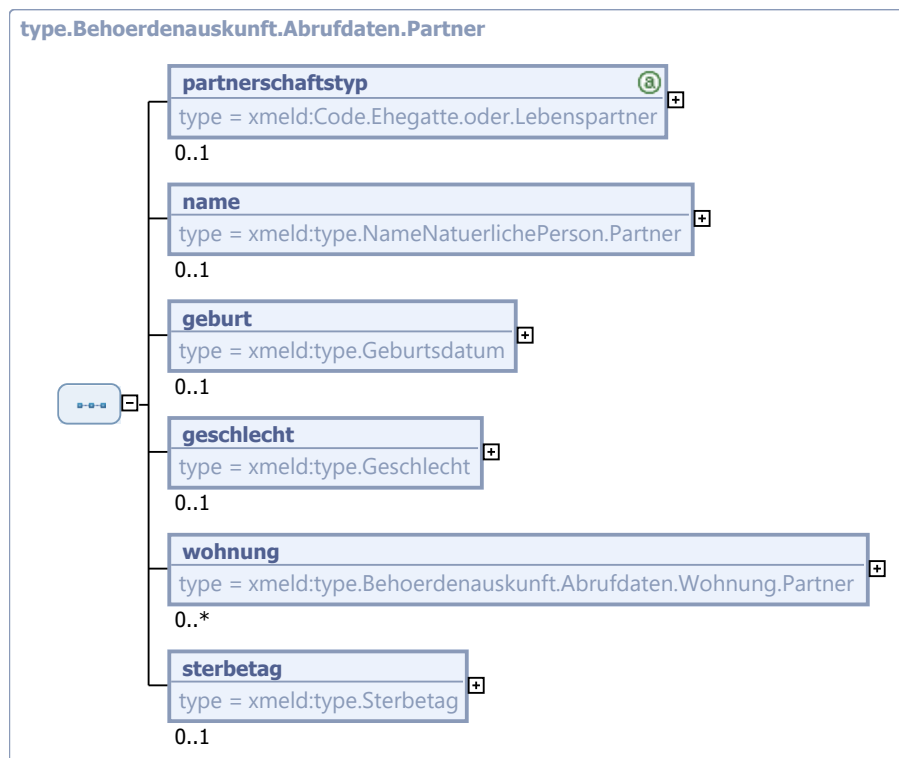 type.Behoerdenauskunft.Abrufdaten.Partner
partnerschaftstyp a
type = xmeld:Code.Ehegatte.oder.Lebenspartner
0..1
name
type = xmeld:type.NameNatuerlichePerson.Partner
0..1
geburt
type = xmeld:type.Geburtsdatum
0..1
geschlecht
type = xmeld:type.Geschlecht
0..1
wohnung
type = xmeld:type.Behoerdenauskunft.Abrufdaten.Wohnung.Partner
0..*
sterbetag
type = xmeld:type.Sterbetag
0..1